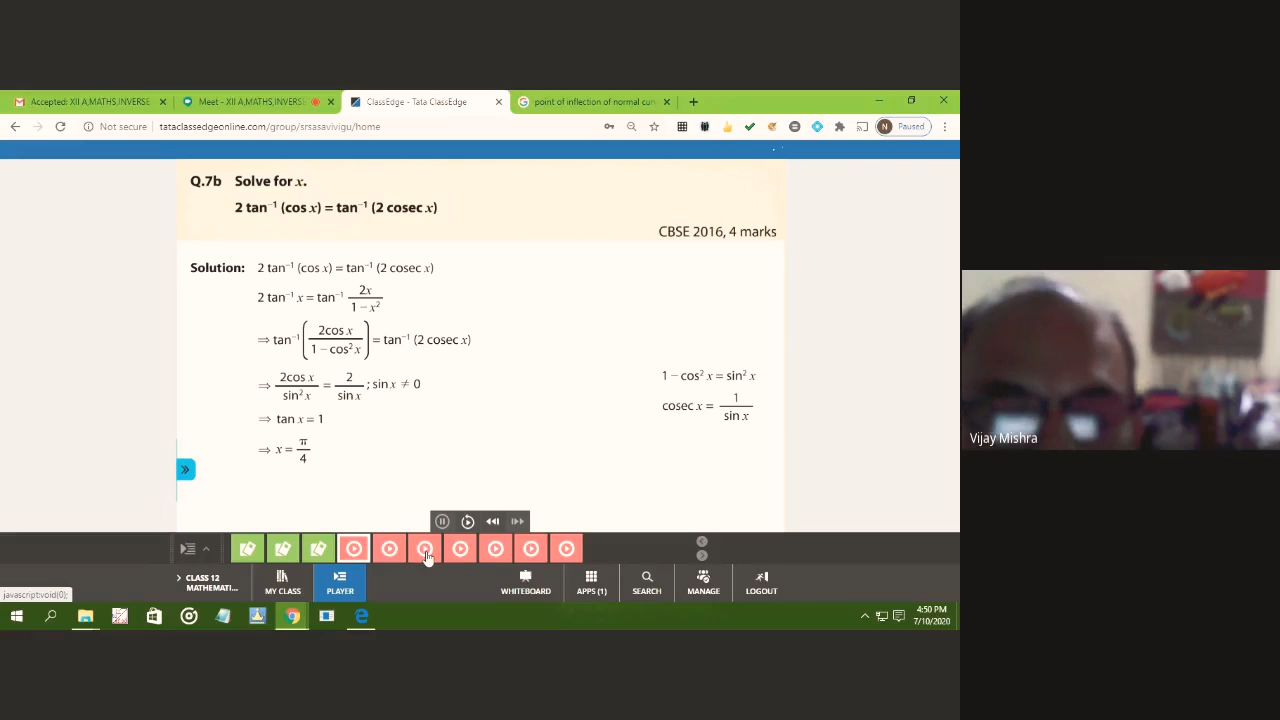 Accepted: XII A,MATHS,INVERSE
Meet - XII A,MATHS,INVERS
ClassEdge - Tata ClassEdge
point of inflection of normal cur
Not secure | tataclassedgeonline.com/group/srsasavivigu/home
N Paused
Q.7b Solve for x.
2 tan⁻¹ (cos x) = tan⁻¹ (2 cosec x)
CBSE 2016, 4 marks
Solution: 2 tan⁻¹ (cos x) = tan⁻¹ (2 cosec x)
2 tan⁻¹ x = tan⁻¹ 2x / 1 – x²
⇒ tan⁻¹ (2cos x / 1 – cos² x) = tan⁻¹ (2 cosec x)
⇒ 2cos x / sin² x = 2 / sin x ; sin x ≠ 0
1 – cos² x = sin² x
cosec x = 1 / sin x
⇒ tan x = 1
⇒ x = π / 4
Vijay Mishra
CLASS 12
MATHEMATI...
MY CLASS
PLAYER
WHITEBOARD
APPS (1)
SEARCH
MANAGE
LOGOUT
javascript:void(0);
4:50 PM
7/10/2020